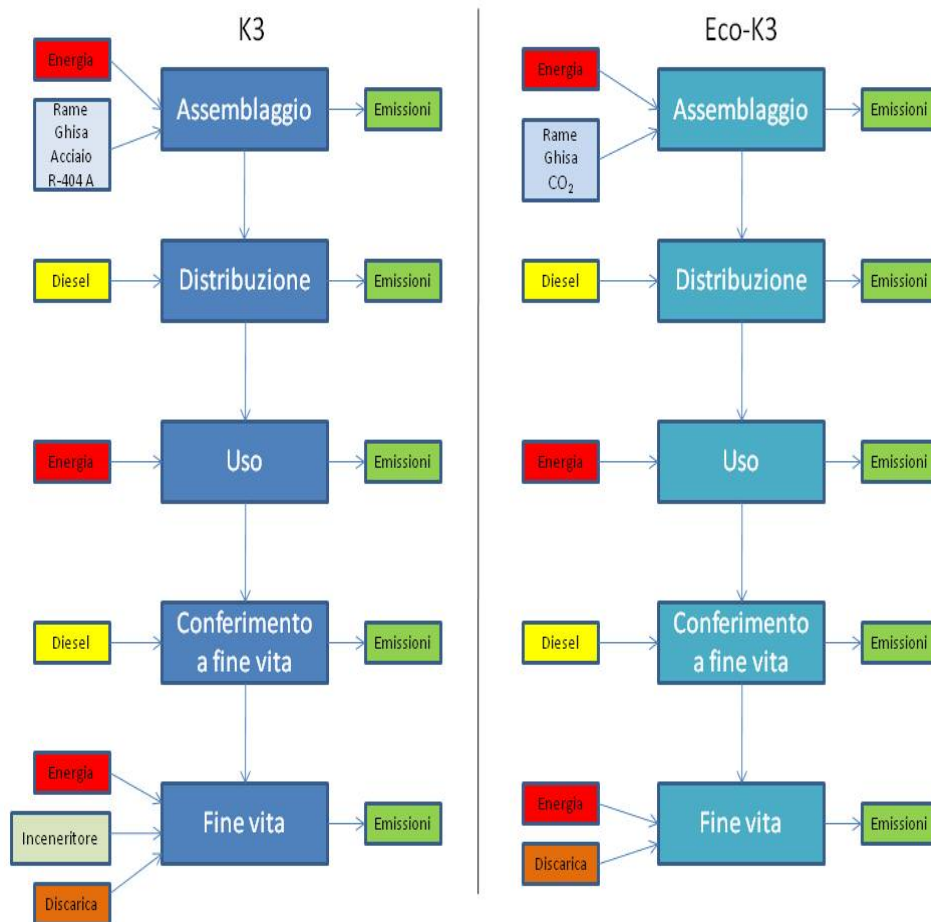 K3
Energia
Rame
Ghisa
Acciaio
R-404 A
Assemblaggio
Emissioni
Diesel
Distribuzione
Emissioni
Energia
Uso
Emissioni
Diesel
Conferimento
a fine vita
Emissioni
Energia
Inceneritore
Discarica
Fine vita
Emissioni
Eco-K3
Energia
Rame
Ghisa
CO₂
Assemblaggio
Emissioni
Diesel
Distribuzione
Emissioni
Energia
Uso
Emissioni
Diesel
Conferimento
a fine vita
Emissioni
Energia
Discarica
Fine vita
Emissioni